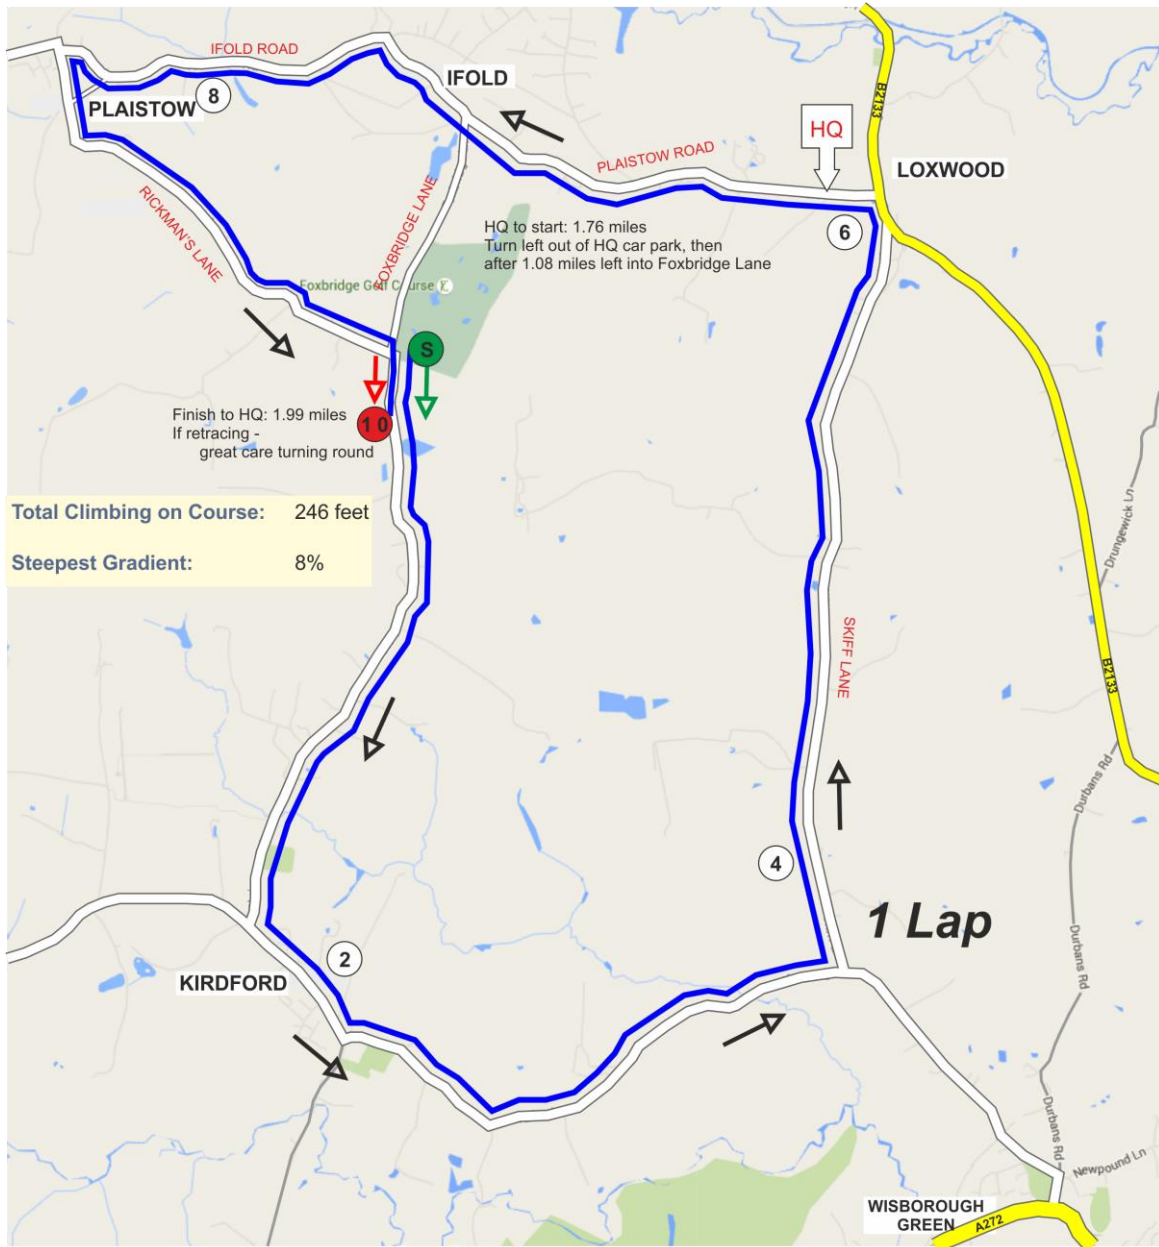 IFOLD ROAD
IFOLD
8
PLAISTOW
B2133
HQ
PLAISTOW ROAD
LOXWOOD
RICKMAN'S LANE
FOXBRIDGE LANE
6
HQ to start: 1.76 miles
Turn left out of HQ car park, then
after 1.08 miles left into Foxbridge Lane
Foxbridge Golf Course
S
Finish to HQ: 1.99 miles
If retracing -
great care turning round
10
Total Climbing on Course: 246 feet
Steepest Gradient: 8%
Drungewick Ln
SKIFF LANE
B2133
Durbans Rd
4
1 Lap
2
KIRDFORD
Durbans Rd
Durbans Rd
Newpound Ln
WISBOROUGH
GREEN
A272